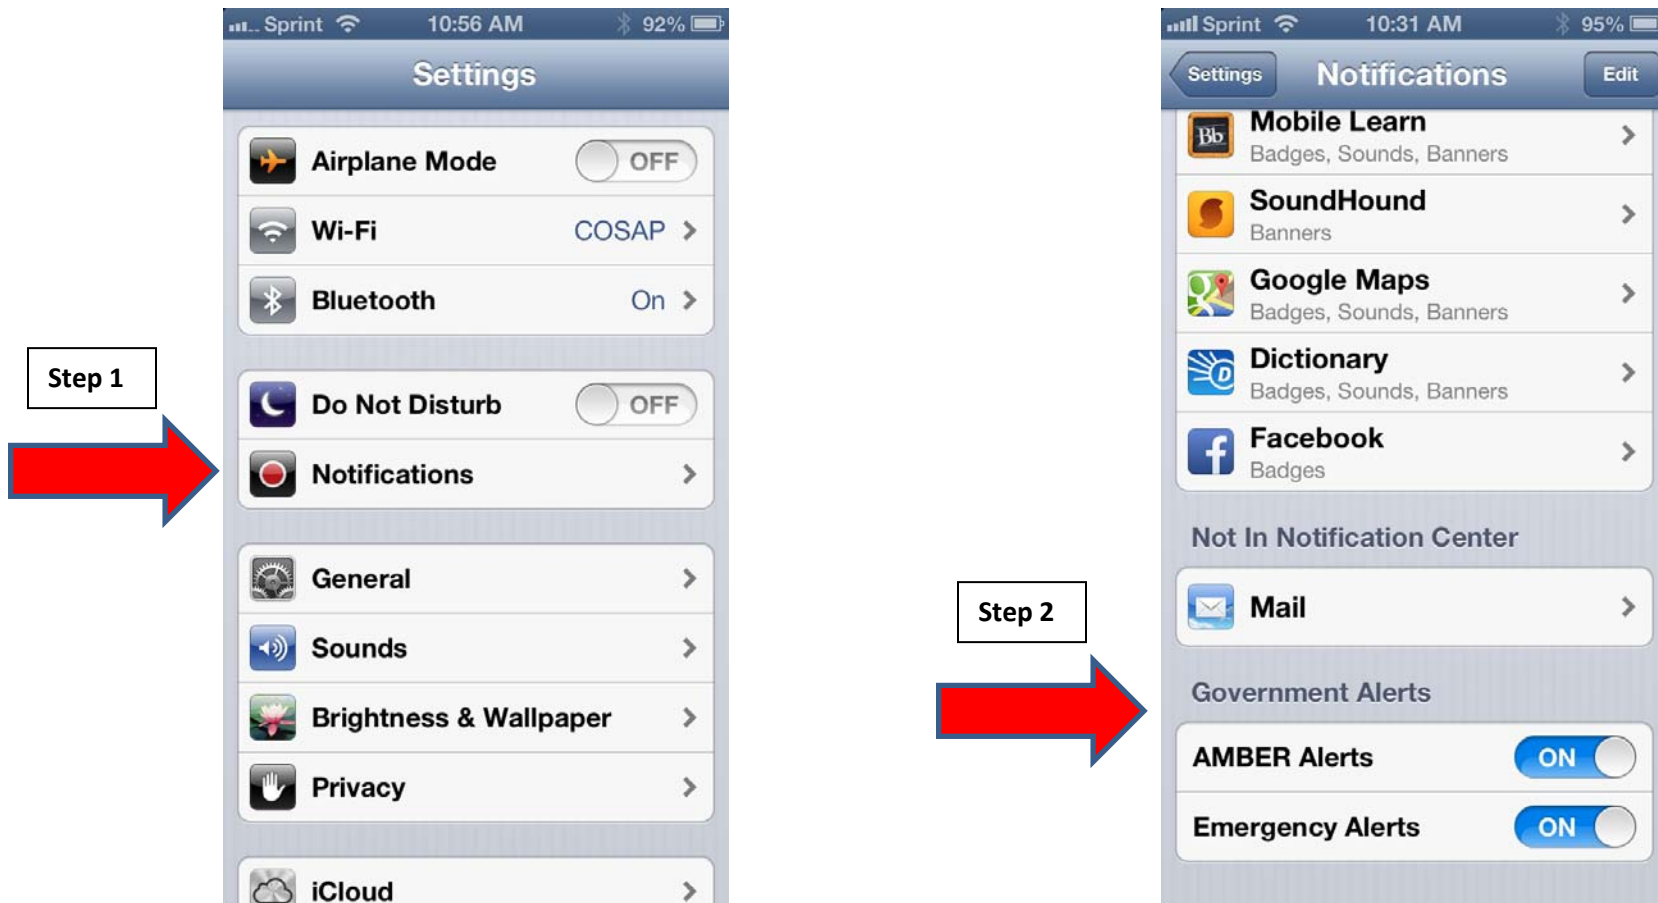 Sprint 10:56 AM 92%
Settings
Airplane Mode OFF
Wi-Fi COSAP
Bluetooth On
Step 1
Do Not Disturb OFF
Notifications
General
Sounds
Brightness & Wallpaper
Privacy
iCloud
Sprint 10:31 AM 95%
Settings Notifications Edit
Bb Mobile Learn
Badges, Sounds, Banners
SoundHound
Banners
Google Maps
Badges, Sounds, Banners
Dictionary
Badges, Sounds, Banners
Facebook
Badges
Not In Notification Center
Step 2
Mail
Government Alerts
AMBER Alerts ON
Emergency Alerts ON